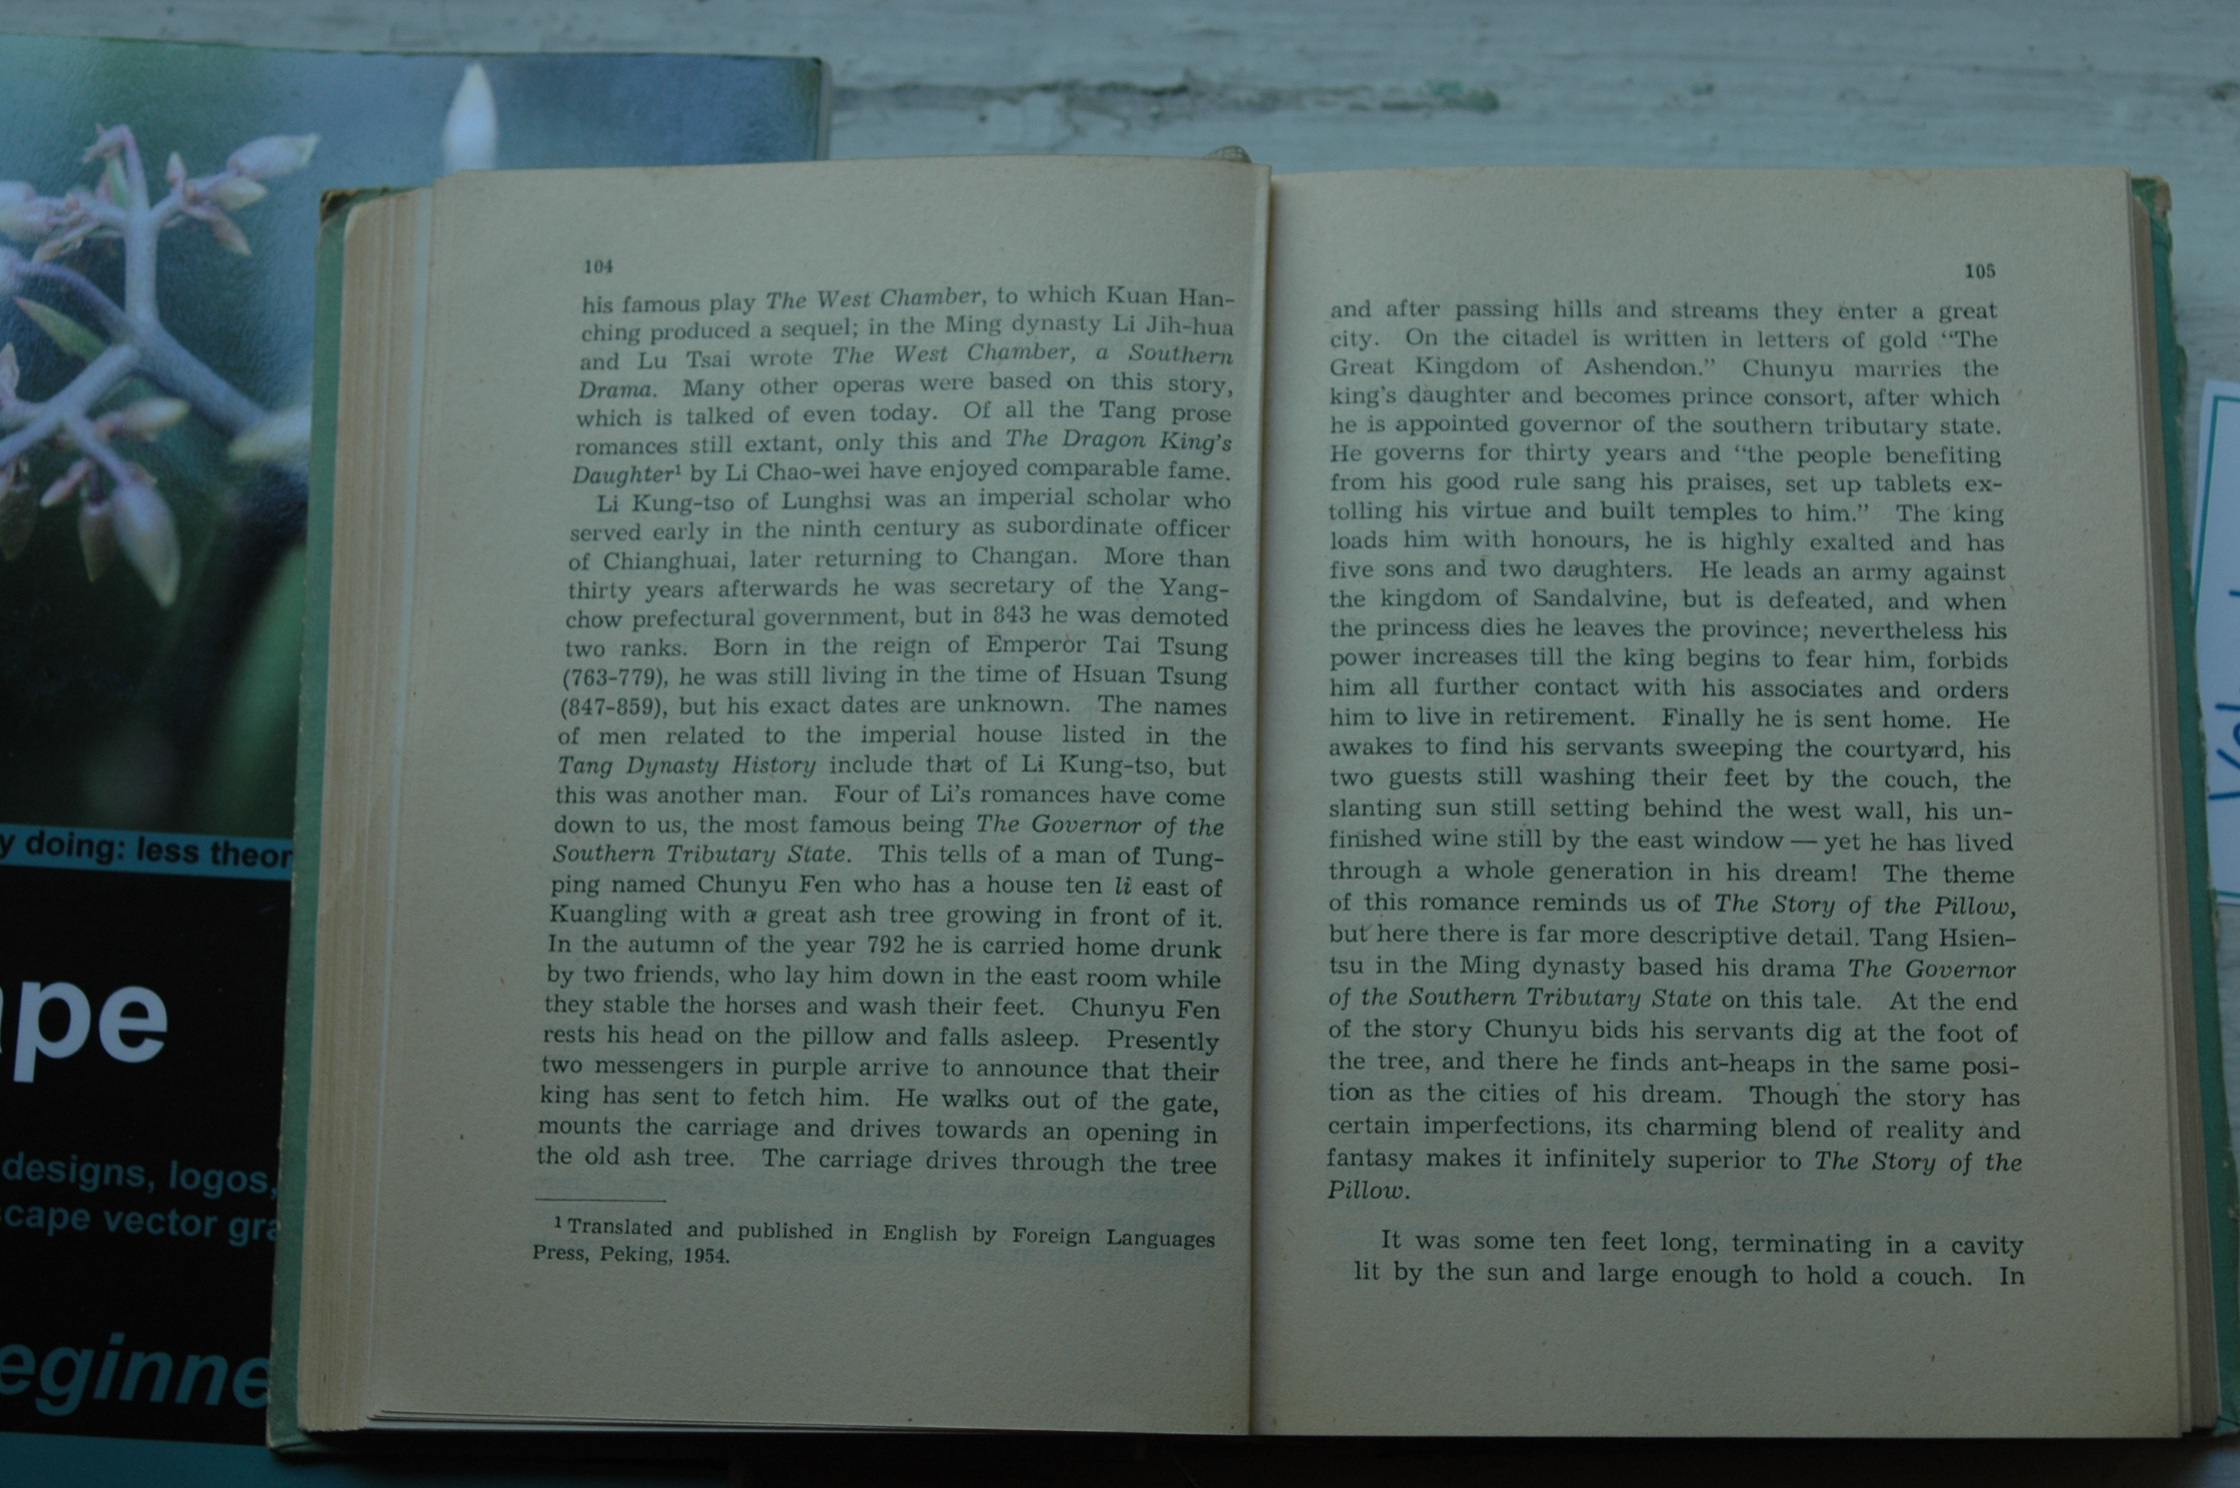 104
his famous play The West Chamber, to which Kuan Han-
ching produced a sequel; in the Ming dynasty Li Jih-hua
and Lu Tsai wrote The West Chamber, a Southern
Drama. Many other operas were based on this story,
which is talked of even today. Of all the Tang prose
romances still extant, only this and The Dragon King's
Daughter¹ by Li Chao-wei have enjoyed comparable fame.
Li Kung-tso of Lunghsi was an imperial scholar who
served early in the ninth century as subordinate officer
of Chianghuai, later returning to Changan. More than
thirty years afterwards he was secretary of the Yang-
chow prefectural government, but in 843 he was demoted
two ranks. Born in the reign of Emperor Tai Tsung
(763-779), he was still living in the time of Hsuan Tsung
(847-859), but his exact dates are unknown. The names
of men related to the imperial house listed in the
Tang Dynasty History include that of Li Kung-tso, but
this was another man. Four of Li's romances have come
down to us, the most famous being The Governor of the
Southern Tributary State. This tells of a man of Tung-
ping named Chunyu Fen who has a house ten li east of
Kuangling with a great ash tree growing in front of it.
In the autumn of the year 792 he is carried home drunk
by two friends, who lay him down in the east room while
they stable the horses and wash their feet. Chunyu Fen
rests his head on the pillow and falls asleep. Presently
two messengers in purple arrive to announce that their
king has sent to fetch him. He walks out of the gate,
mounts the carriage and drives towards an opening in
the old ash tree. The carriage drives through the tree
¹ Translated and published in English by Foreign Languages
Press, Peking, 1954.
105
and after passing hills and streams they enter a great
city. On the citadel is written in letters of gold "The
Great Kingdom of Ashendon." Chunyu marries the
king's daughter and becomes prince consort, after which
he is appointed governor of the southern tributary state.
He governs for thirty years and "the people benefiting
from his good rule sang his praises, set up tablets ex-
tolling his virtue and built temples to him." The king
loads him with honours, he is highly exalted and has
five sons and two daughters. He leads an army against
the kingdom of Sandalvine, but is defeated, and when
the princess dies he leaves the province; nevertheless his
power increases till the king begins to fear him, forbids
him all further contact with his associates and orders
him to live in retirement. Finally he is sent home. He
awakes to find his servants sweeping the courtyard, his
two guests still washing their feet by the couch, the
slanting sun still setting behind the west wall, his un-
finished wine still by the east window — yet he has lived
through a whole generation in his dream! The theme
of this romance reminds us of The Story of the Pillow,
but here there is far more descriptive detail. Tang Hsien-
tsu in the Ming dynasty based his drama The Governor
of the Southern Tributary State on this tale. At the end
of the story Chunyu bids his servants dig at the foot of
the tree, and there he finds ant-heaps in the same posi-
tion as the cities of his dream. Though the story has
certain imperfections, its charming blend of reality and
fantasy makes it infinitely superior to The Story of the
Pillow.
It was some ten feet long, terminating in a cavity
lit by the sun and large enough to hold a couch. In
y doing: less theor
ape
designs, logos,
scape vector gra
eginne